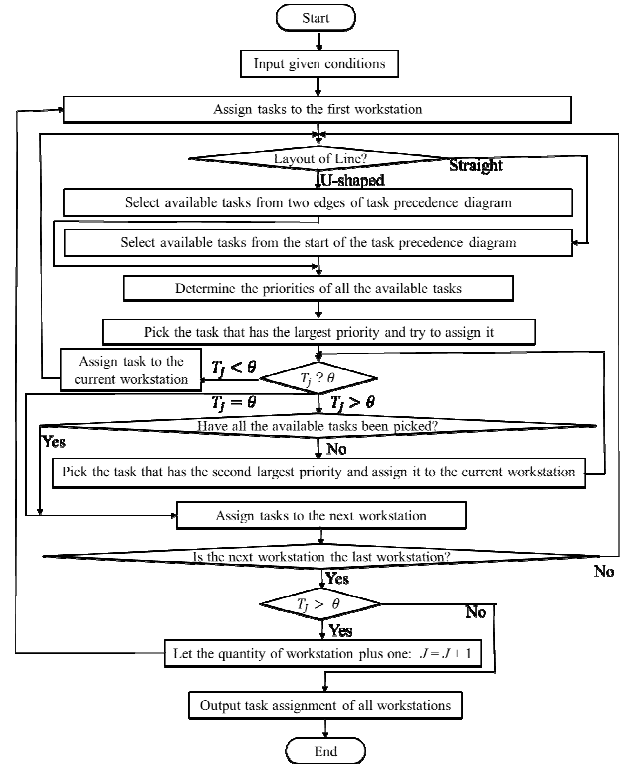 Start
Input given conditions
Assign tasks to the first workstation
Layout of Line?
Straight
U-shaped
Select available tasks from two edges of task precedence diagram
Select available tasks from the start of the task precedence diagram
Determine the priorities of all the available tasks
Pick the task that has the largest priority and try to assign it
Assign task to the
current workstation
T_j < θ
T_j ? θ
T_j = θ
T_j > θ
Have all the available tasks been picked?
Yes
No
Pick the task that has the second largest priority and assign it to the current workstation
Assign tasks to the next workstation
Is the next workstation the last workstation?
No
Yes
T_J > θ
No
Yes
Let the quantity of workstation plus one: J = J + 1
Output task assignment of all workstations
End